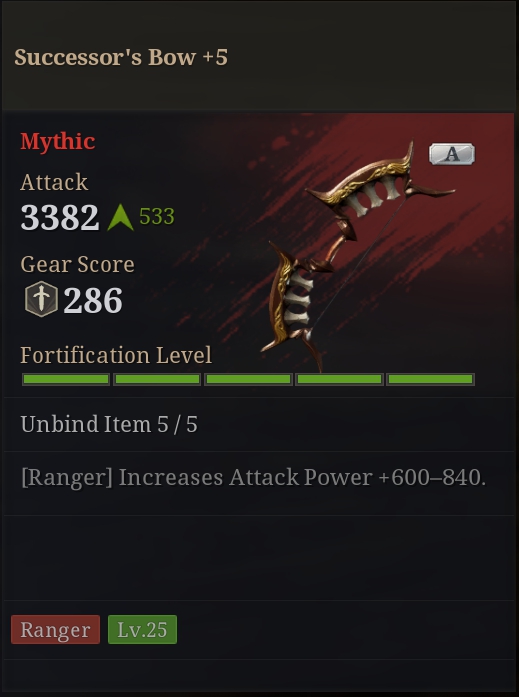 Successor's Bow +5
Mythic
A
Attack
3382 533
Gear Score
286
Fortification Level
Unbind Item 5 / 5
[Ranger] Increases Attack Power +600–840.
Ranger Lv.25